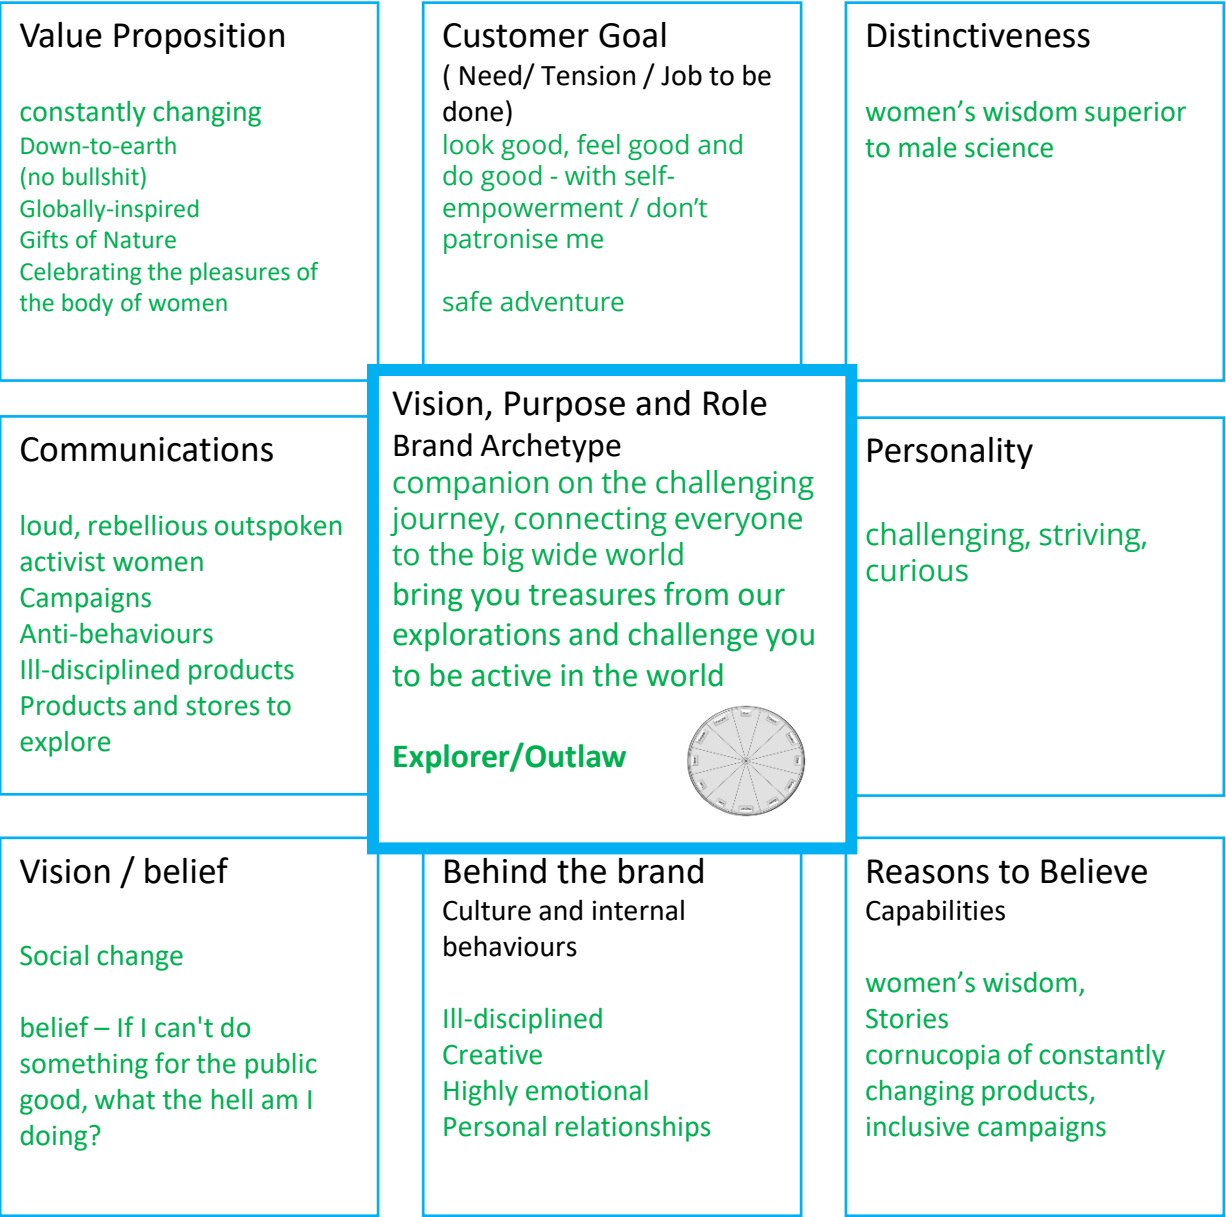 Value Proposition
constantly changing
Down-to-earth
(no bullshit)
Globally-inspired
Gifts of Nature
Celebrating the pleasures of
the body of women
Customer Goal
( Need/ Tension / Job to be
done)
look good, feel good and
do good - with self-
empowerment / don’t
patronise me
safe adventure
Distinctiveness
women’s wisdom superior
to male science
Communications
loud, rebellious outspoken
activist women
Campaigns
Anti-behaviours
Ill-disciplined products
Products and stores to
explore
Vision, Purpose and Role
Brand Archetype
companion on the challenging
journey, connecting everyone
to the big wide world
bring you treasures from our
explorations and challenge you
to be active in the world
Explorer/Outlaw
Personality
challenging, striving,
curious
Vision / belief
Social change
belief – If I can't do
something for the public
good, what the hell am I
doing?
Behind the brand
Culture and internal
behaviours
Ill-disciplined
Creative
Highly emotional
Personal relationships
Reasons to Believe
Capabilities
women’s wisdom,
Stories
cornucopia of constantly
changing products,
inclusive campaigns